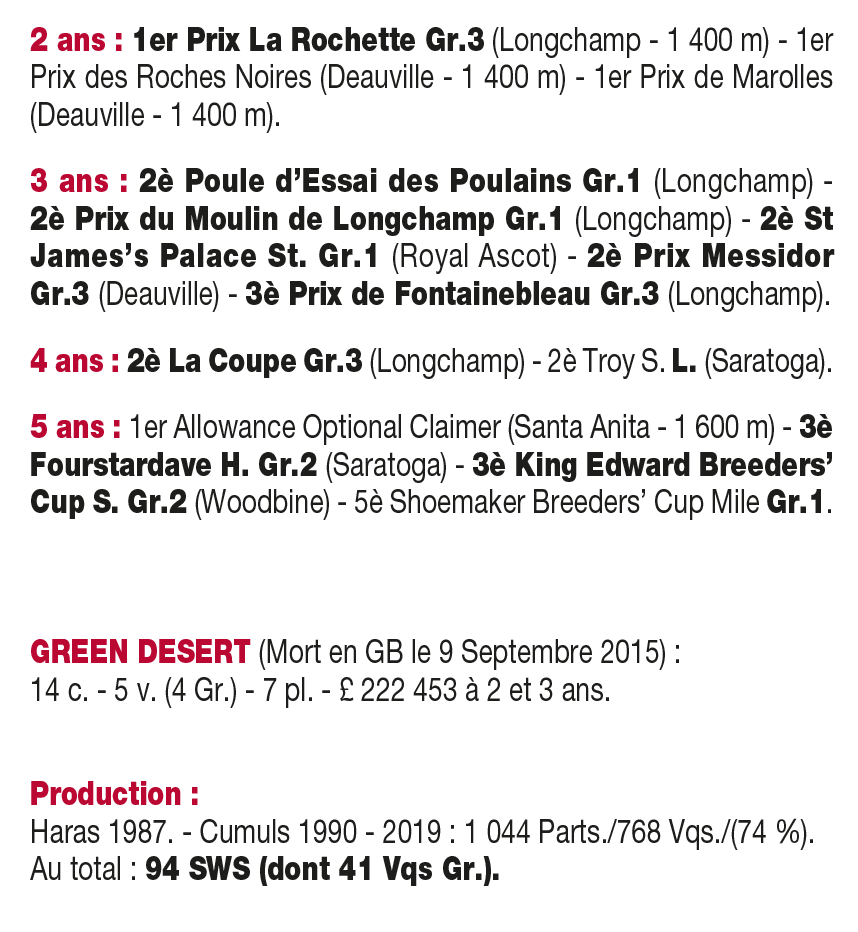 2 ans : 1er Prix La Rochette Gr.3 (Longchamp - 1 400 m) - 1er
Prix des Roches Noires (Deauville - 1 400 m) - 1er Prix de Marolles
(Deauville - 1 400 m).
3 ans : 2è Poule d’Essai des Poulains Gr.1 (Longchamp) -
2è Prix du Moulin de Longchamp Gr.1 (Longchamp) - 2è St
James’s Palace St. Gr.1 (Royal Ascot) - 2è Prix Messidor
Gr.3 (Deauville) - 3è Prix de Fontainebleau Gr.3 (Longchamp).
4 ans : 2è La Coupe Gr.3 (Longchamp) - 2è Troy S. L. (Saratoga).
5 ans : 1er Allowance Optional Claimer (Santa Anita - 1 600 m) - 3è
Fourstardave H. Gr.2 (Saratoga) - 3è King Edward Breeders’
Cup S. Gr.2 (Woodbine) - 5è Shoemaker Breeders’ Cup Mile Gr.1.
GREEN DESERT (Mort en GB le 9 Septembre 2015) :
14 c. - 5 v. (4 Gr.) - 7 pl. - £ 222 453 à 2 et 3 ans.
Production :
Haras 1987. - Cumuls 1990 - 2019 : 1 044 Parts./768 Vqs./(74 %).
Au total : 94 SWS (dont 41 Vqs Gr.).